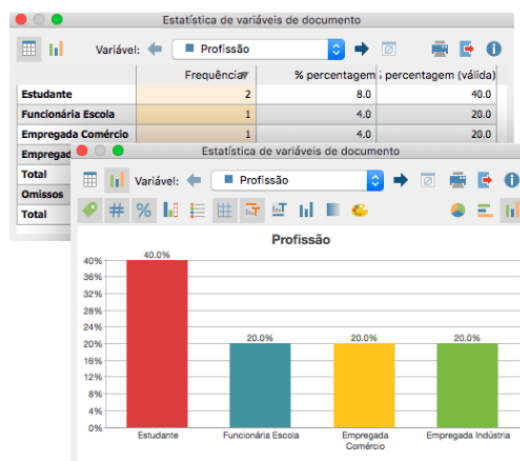 Estatística de variáveis de documento
Variável: Profissão
Frequência % percentagem percentagem (válida)
Estudante 2 8.0 40.0
Funcionária Escola 1 4.0 20.0
Empregada Comércio 1 4.0 20.0
Total
Omissos
Total
Estatística de variáveis de documento
Variável: Profissão
Profissão
40%
36%
32%
28%
24%
20%
16%
12%
8%
4%
0%
40.0% 20.0% 20.0% 20.0%
Estudante Funcionária Escola Empregada Comércio Empregada Indústria